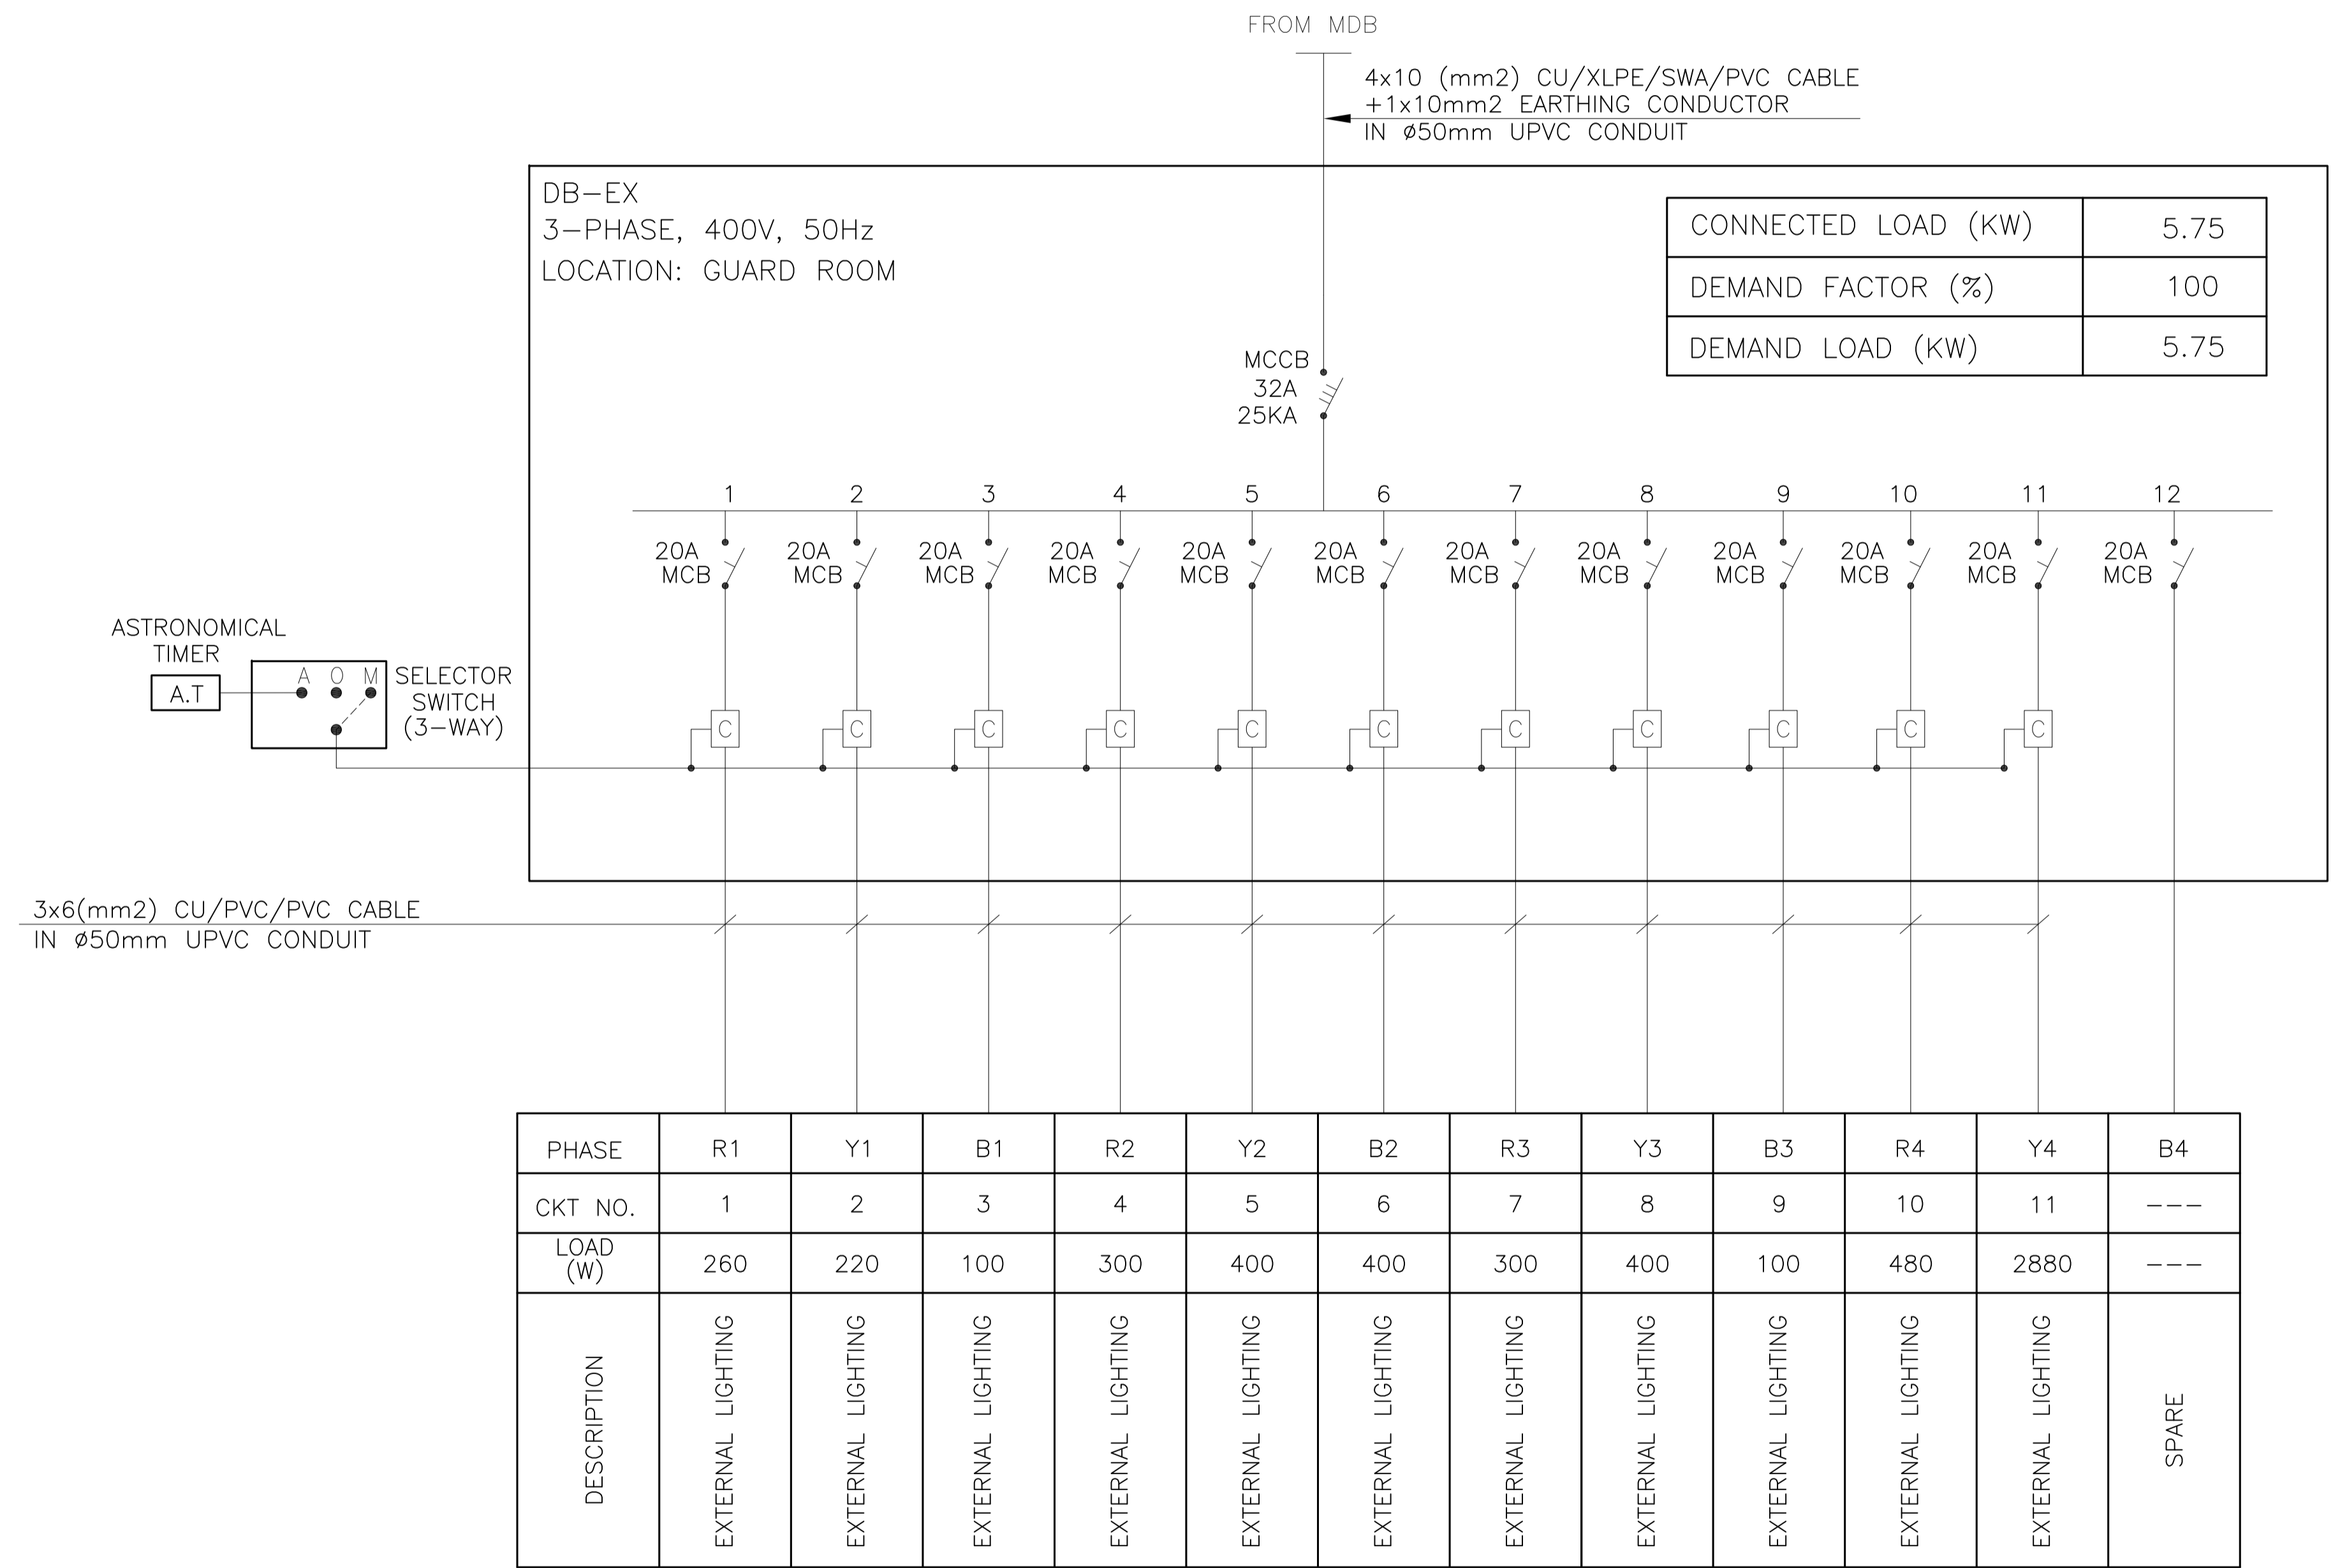 FROM MDB
4x10 (mm2) CU/XLPE/SWA/PVC CABLE
+1x10mm2 EARTHING CONDUCTOR
IN ø50mm UPVC CONDUIT
DB-EX
3-PHASE, 400V, 50Hz
LOCATION: GUARD ROOM
CONNECTED LOAD (KW) 5.75
DEMAND FACTOR (%) 100
DEMAND LOAD (KW) 5.75
MCCB
32A
25KA
1 2 3 4 5 6 7 8 9 10 11 12
20A 20A 20A 20A 20A 20A 20A 20A 20A 20A 20A 20A
MCB MCB MCB MCB MCB MCB MCB MCB MCB MCB MCB MCB
ASTRONOMICAL
TIMER
A.T
A O M
SELECTOR
SWITCH
(3-WAY)
C C C C C C C C C C C
3x6(mm2) CU/PVC/PVC CABLE
IN ø50mm UPVC CONDUIT
PHASE R1 Y1 B1 R2 Y2 B2 R3 Y3 B3 R4 Y4 B4
CKT NO. 1 2 3 4 5 6 7 8 9 10 11 ---
LOAD
(W) 260 220 100 300 400 400 300 400 100 480 2880 ---
DESCRIPTION
EXTERNAL LIGHTING
EXTERNAL LIGHTING
EXTERNAL LIGHTING
EXTERNAL LIGHTING
EXTERNAL LIGHTING
EXTERNAL LIGHTING
EXTERNAL LIGHTING
EXTERNAL LIGHTING
EXTERNAL LIGHTING
EXTERNAL LIGHTING
EXTERNAL LIGHTING
SPARE